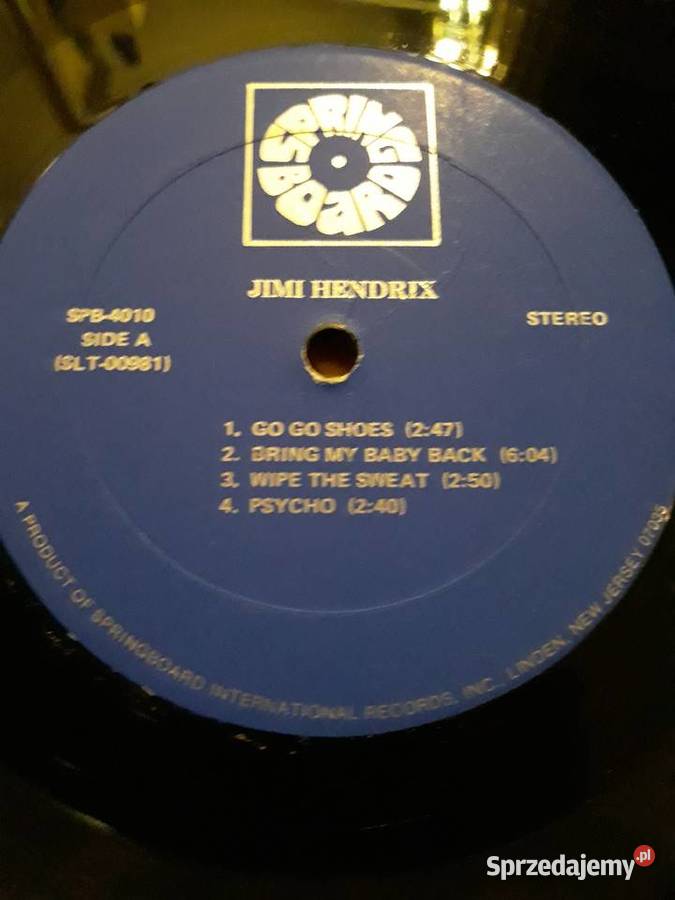 SPRINGBOARD
JIMI HENDRIX
SPB-4010
SIDE A
(SLT-00981)
STEREO
1. GO GO SHOES (2:47)
2. BRING MY BABY BACK (6:04)
3. WIPE THE SWEAT (2:50)
4. PSYCHO (2:40)
A PRODUCT OF SPRINGBOARD INTERNATIONAL RECORDS, INC., LINDEN, NEW JERSEY 07036
Sprzedajemy.pl